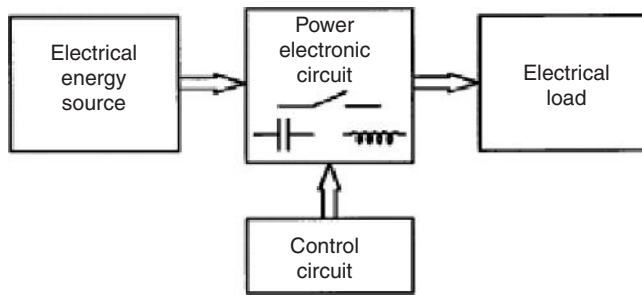 Electrical
energy
source
Power
electronic
circuit
Electrical
load
Control
circuit